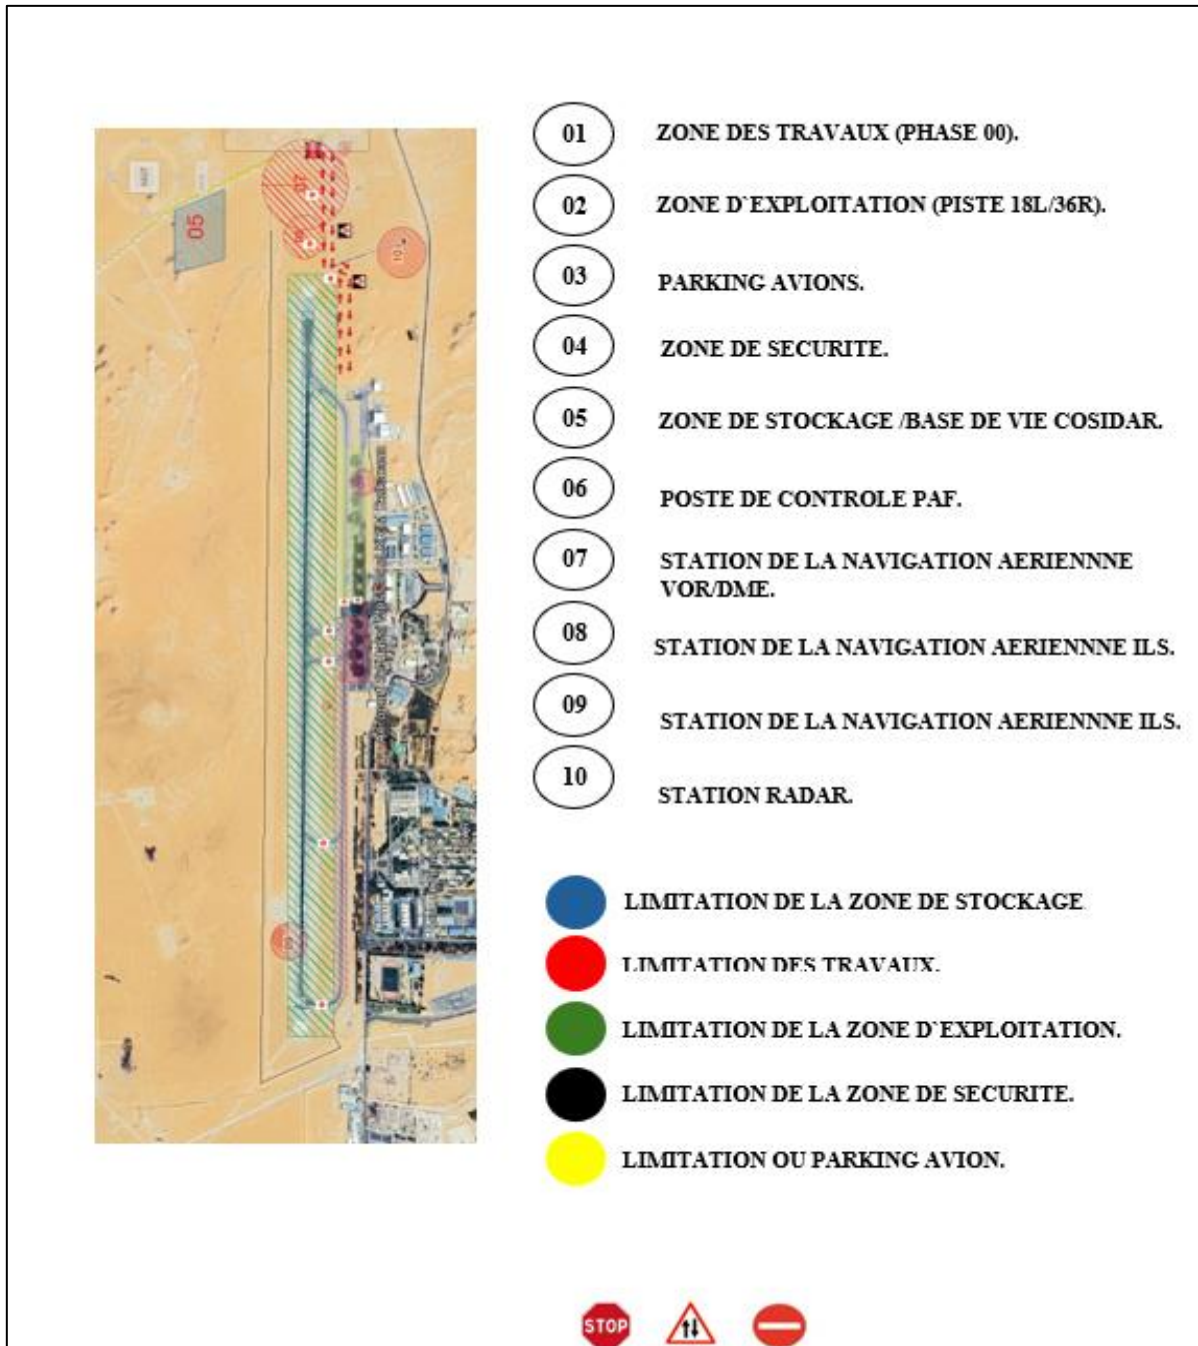 01 ZONE DES TRAVAUX (PHASE 00).
02 ZONE D`EXPLOITATION (PISTE 18L/36R).
03 PARKING AVIONS.
04 ZONE DE SECURITE.
05 ZONE DE STOCKAGE /BASE DE VIE COSIDAR.
06 POSTE DE CONTROLE PAF.
07 STATION DE LA NAVIGATION AERIENNNE
VOR/DME.
08 STATION DE LA NAVIGATION AERIENNNE ILS.
09 STATION DE LA NAVIGATION AERIENNNE ILS.
10 STATION RADAR.
LIMITATION DE LA ZONE DE STOCKAGE
LIMITATION DES TRAVAUX.
LIMITATION DE LA ZONE D`EXPLOITATION.
LIMITATION DE LA ZONE DE SECURITE.
LIMITATION OU PARKING AVION.
STOP
05
07
10
09